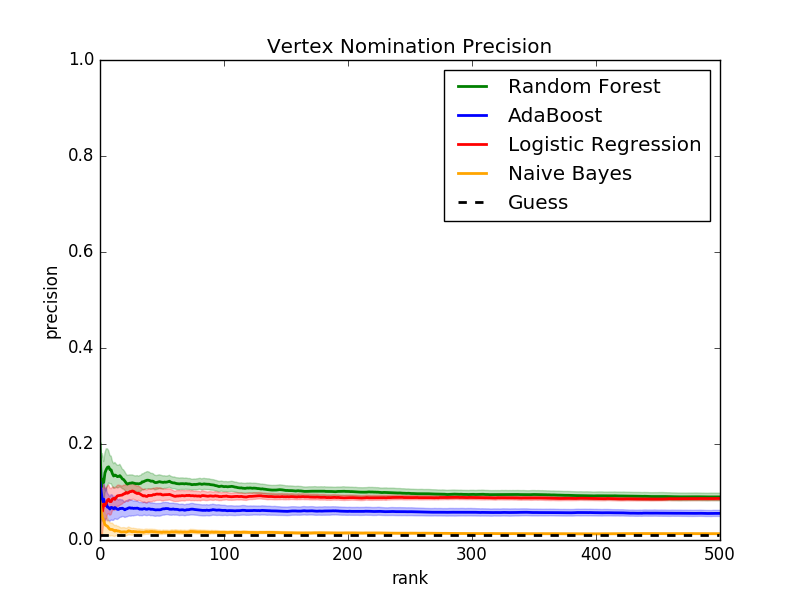 Vertex Nomination Precision
1.0
0.8
0.6
0.4
0.2
0.0
precision
Random Forest
AdaBoost
Logistic Regression
Naive Bayes
Guess
0 100 200 300 400 500
rank